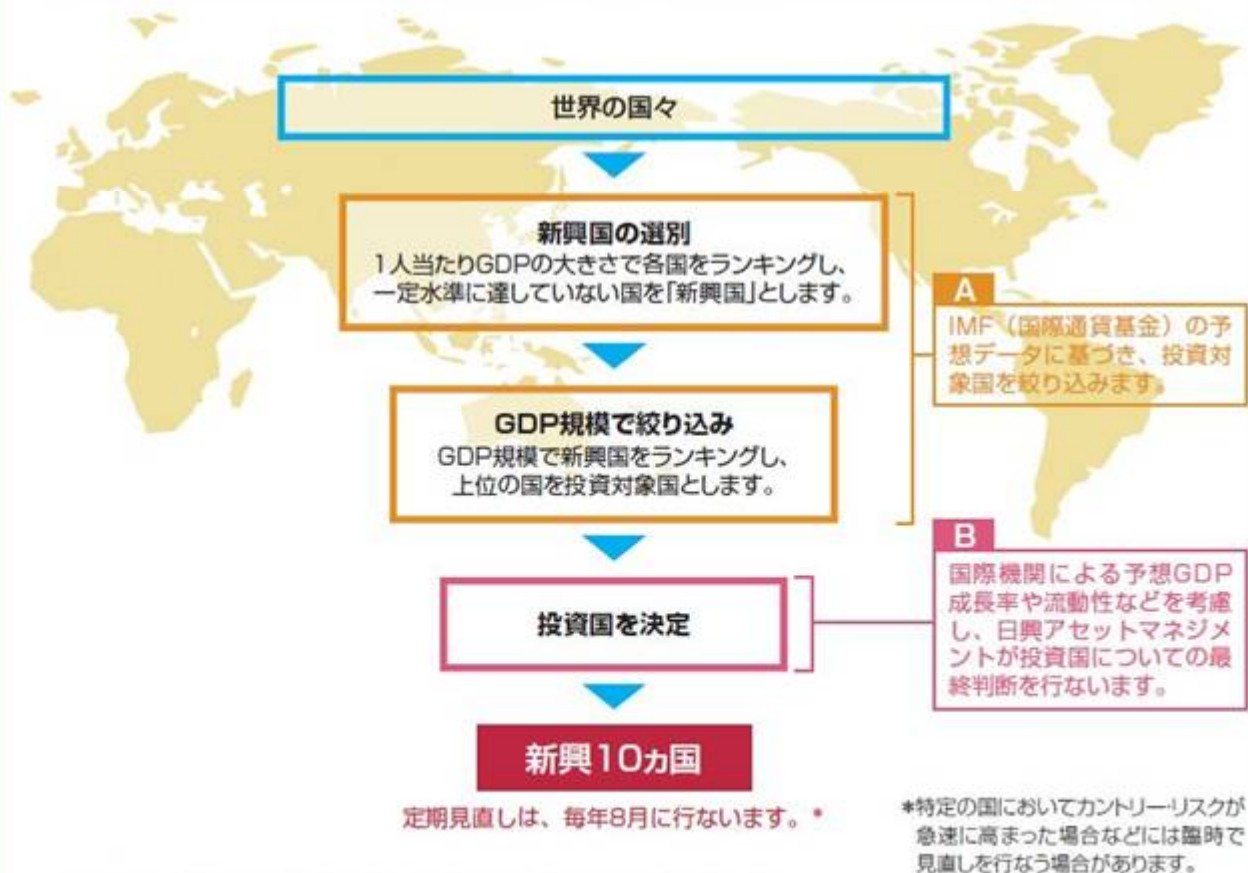 世界の国々
新興国の選別
1人当たりGDPの大きさで各国をランキングし、
一定水準に達していない国を「新興国」とします。
A
IMF（国際通貨基金）の予
想データに基づき、投資対
象国を絞り込みます。
GDP規模で絞り込み
GDP規模で新興国をランキングし、
上位の国を投資対象国とします。
B
国際機関による予想GDP
成長率や流動性などを考慮
し、日興アセットマネジメ
ントが投資国についての最
終判断を行ないます。
投資国を決定
新興10ヵ国
定期見直しは、毎年8月に行ないます。*
*特定の国においてカントリー・リスクが
急速に高まった場合などには臨時で
見直しを行なう場合があります。